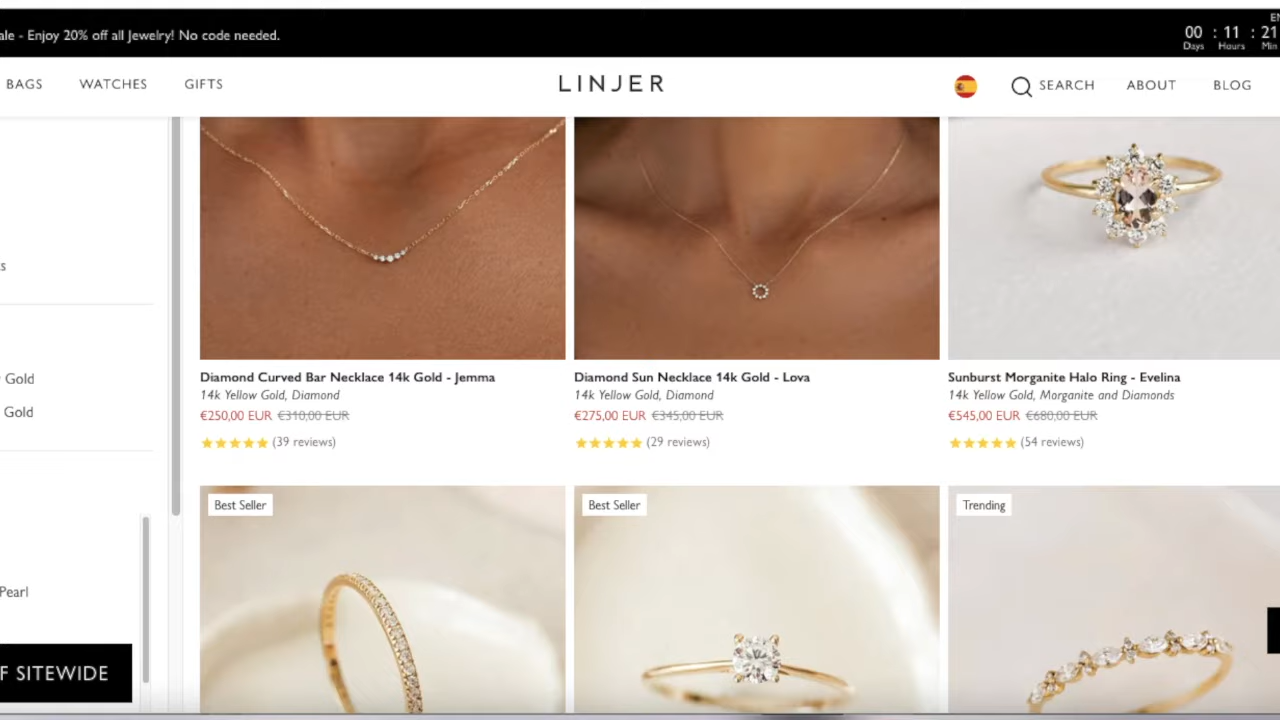 ale - Enjoy 20% off all Jewelry! No code needed.
00 : 11 : 21
Days Hours Min
BAGS WATCHES GIFTS LINJER SEARCH ABOUT BLOG
Gold
Gold
Pearl
F SITEWIDE
Diamond Curved Bar Necklace 14k Gold - Jemma
14k Yellow Gold, Diamond
€250,00 EUR €310,00 EUR
(39 reviews)
Diamond Sun Necklace 14k Gold - Lova
14k Yellow Gold, Diamond
€275,00 EUR €345,00 EUR
(29 reviews)
Sunburst Morganite Halo Ring - Evelina
14k Yellow Gold, Morganite and Diamonds
€545,00 EUR €680,00 EUR
(54 reviews)
Best Seller
Best Seller
Trending